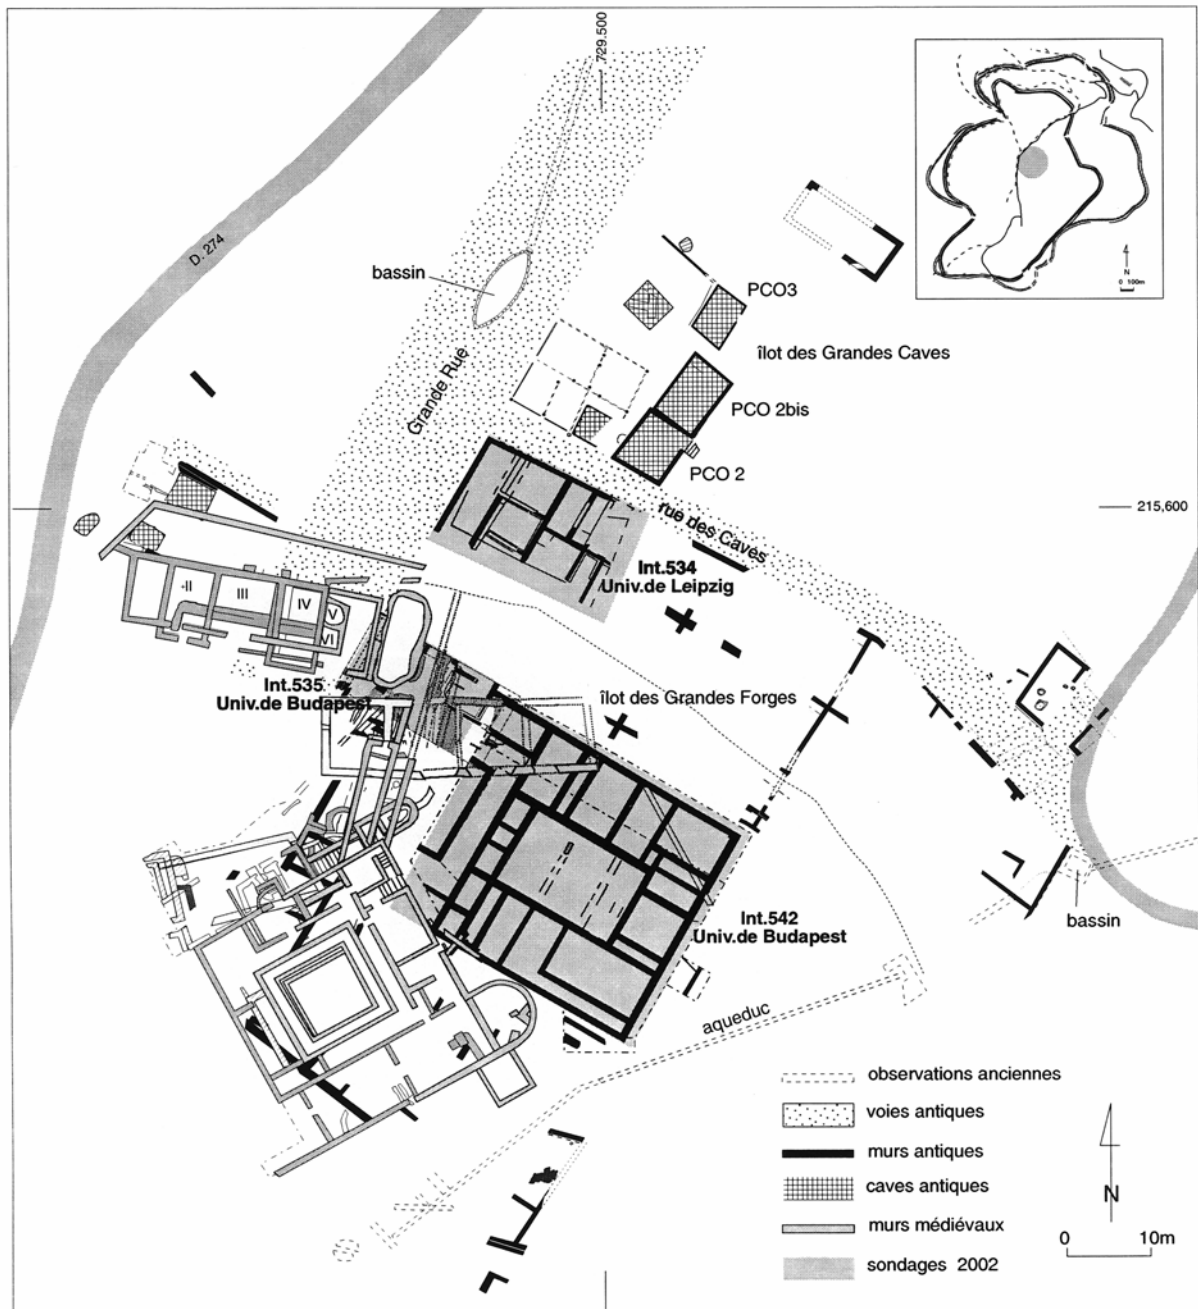 729.500
N
0 100m
D. 274
bassin
Grande Rue
PCO3
îlot des Grandes Caves
PCO 2bis
PCO 2
215,600
rue des Caves
Int.534
Univ.de Leipzig
-II
III
IV
V
VI
Int.535
Univ.de Budapest
îlot des Grandes Forges
Int.542
Univ.de Budapest
bassin
aqueduc
observations anciennes
voies antiques
murs antiques
caves antiques
murs médiévaux
sondages 2002
N
0 10m